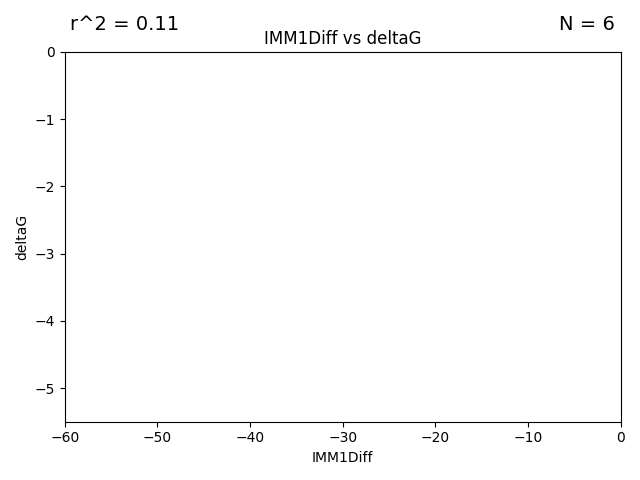 r^2 = 0.11
N = 6
IMM1Diff vs deltaG
0
−1
−2
−3
−4
−5
deltaG
−60 −50 −40 −30 −20 −10 0
IMM1Diff